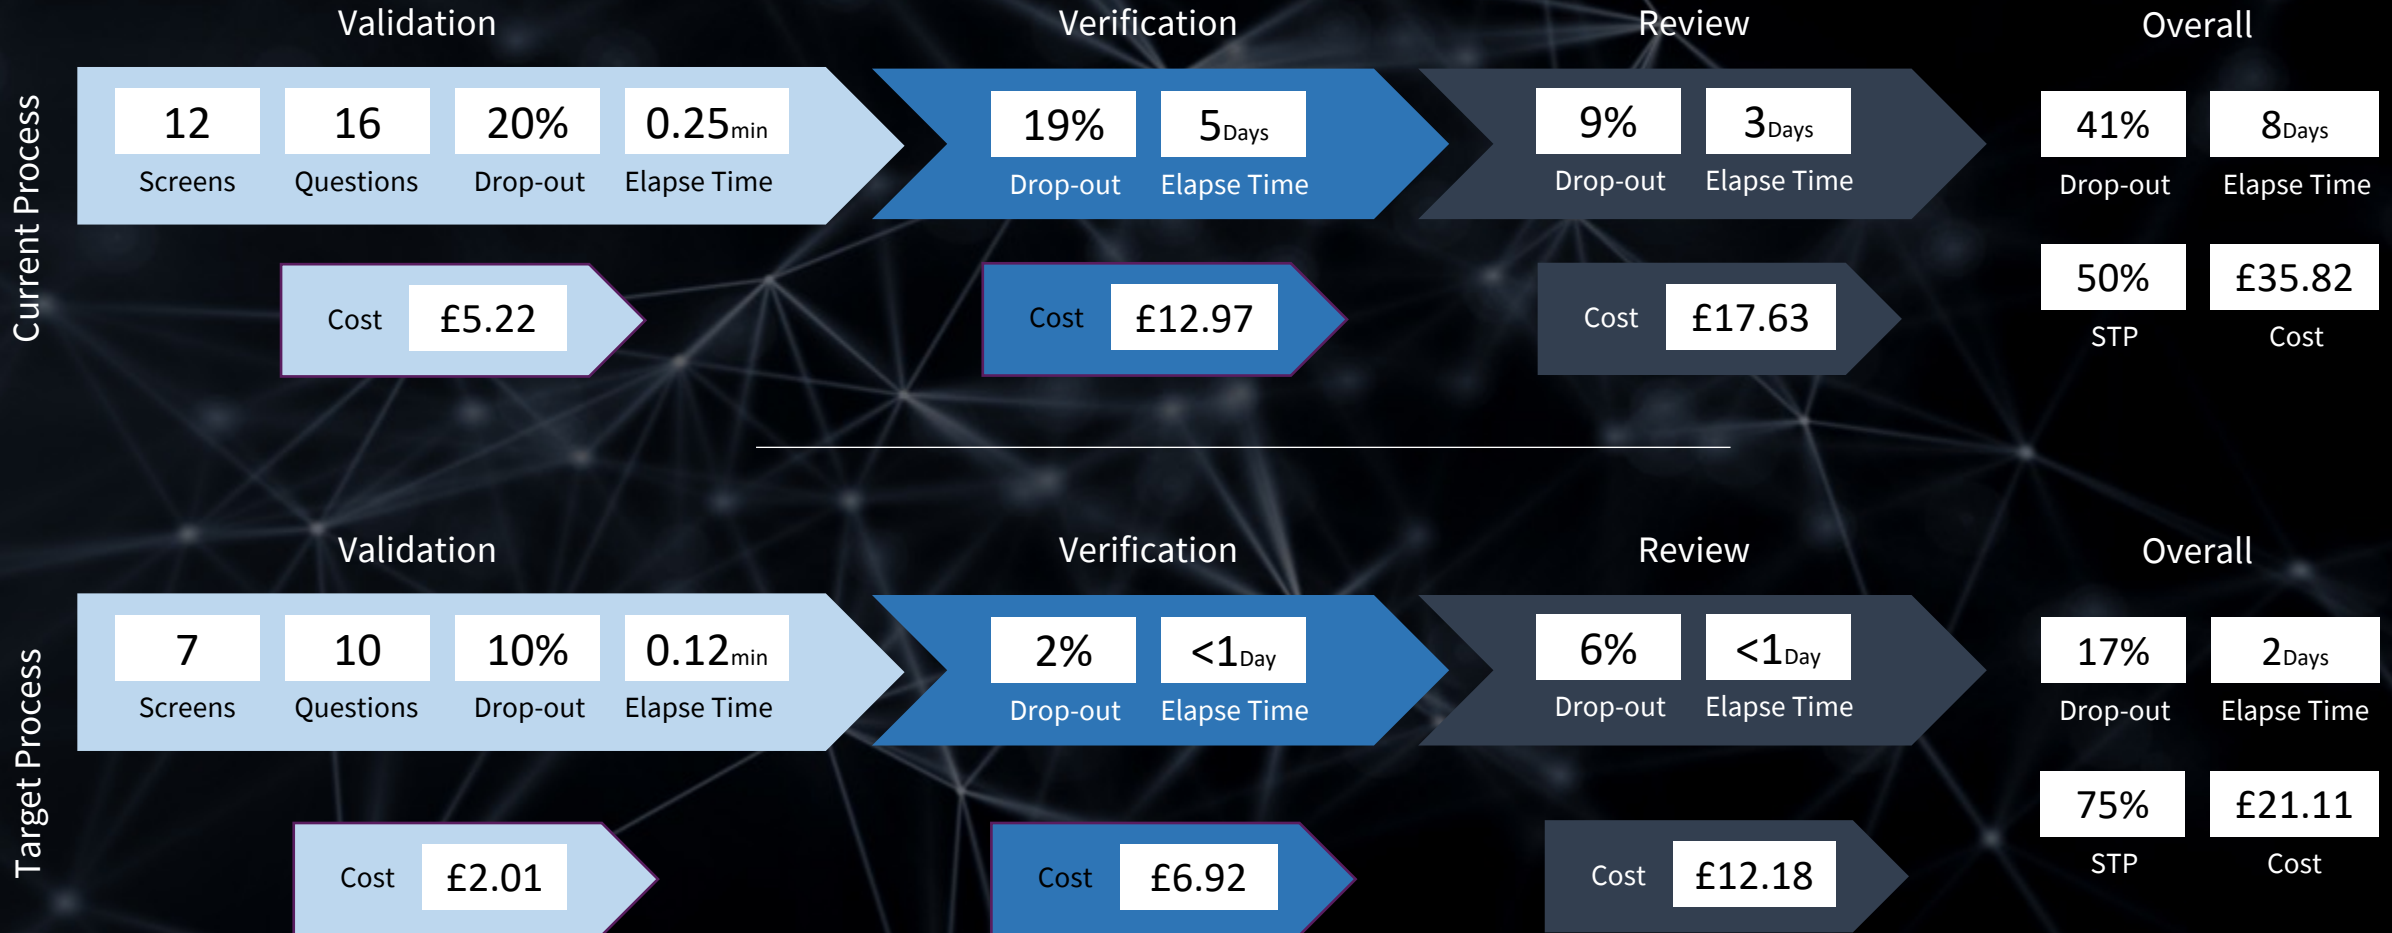 Validation Verification Review Overall
Current Process
12 16 20% 0.25min 19% 5Days 9% 3Days 41% 8Days
Screens Questions Drop-out Elapse Time Drop-out Elapse Time Drop-out Elapse Time Drop-out Elapse Time
Cost £5.22 Cost £12.97 Cost £17.63 50% £35.82
STP Cost
Validation Verification Review Overall
Target Process
7 10 10% 0.12min 2% <1Day 6% <1Day 17% 2Days
Screens Questions Drop-out Elapse Time Drop-out Elapse Time Drop-out Elapse Time Drop-out Elapse Time
75% £21.11
STP Cost
Cost £2.01 Cost £6.92 Cost £12.18